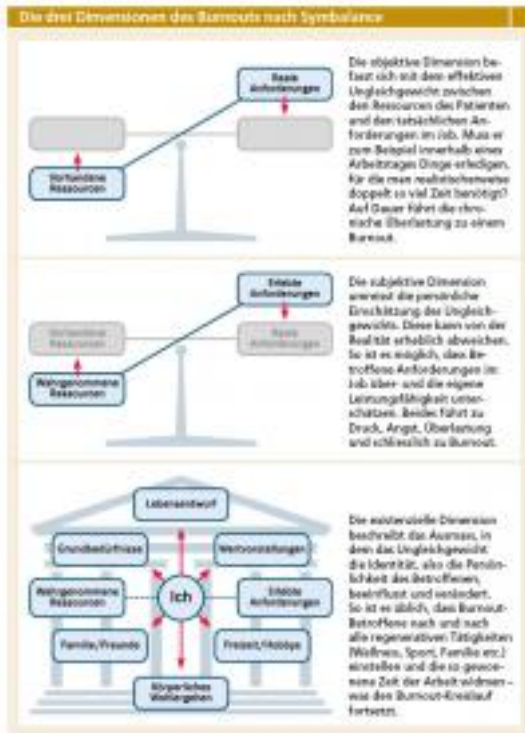 Die drei Dimensionen des Burnouts nach Symbalance
Reale
Anforderungen
Vorhandene
Ressourcen
Die objektive Dimension be-
fasst sich mit dem effektiven
Ungleichgewicht zwischen
den Ressourcen des Patienten
und den tatsächlichen An-
forderungen im Job. Muss er
zum Beispiel innerhalb eines
Arbeitstages Dinge erledigen,
für die man realistischerweise
doppelt so viel Zeit benötigt?
Auf Dauer führt die chro-
nische Überlastung zu einem
Burnout.
Erlebte
Anforderungen
Vorhandene
Ressourcen
Reale
Anforderungen
Wahrgenommene
Ressourcen
Die subjektive Dimension
umreisst die persönliche
Einschätzung des Ungleich-
gewichts. Diese kann von der
Realität erheblich abweichen.
So ist es möglich, dass Be-
troffene Anforderungen im
Job über- und die eigene
Leistungsfähigkeit unter-
schätzen. Beides führt zu
Druck, Angst, Überlastung
und schliesslich zu Burnout.
Lebensentwurf
Grundbedürfnisse
Wertvorstellungen
Wahrgenommene
Ressourcen
Ich
Erlebte
Anforderungen
Familie/Freunde
Freizeit/Hobbys
Körperliches
Wohlergehen
Die existenzielle Dimension
beschreibt das Ausmass, in
dem das Ungleichgewicht
die Identität, also die Persön-
lichkeit des Betroffenen,
beeinflusst und verändert.
So ist es üblich, dass Burnout-
Betroffene nach und nach
alle regenerativen Tätigkeiten
(Wellness, Sport, Familie etc.)
einstellen und die so gewon-
nene Zeit der Arbeit widmen –
was den Burnout-Kreislauf
fortsetzt.